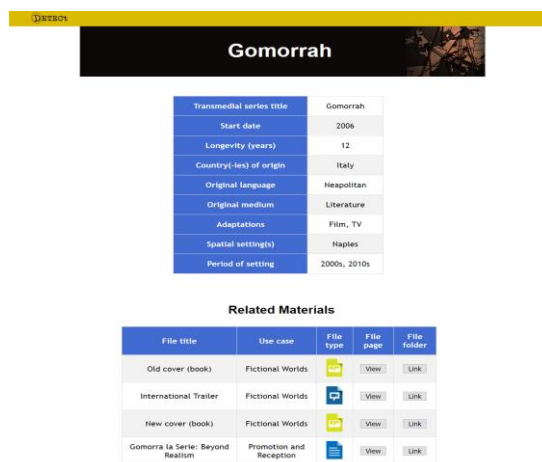 DETECt
Gomorrah
Transmedial series title Gomorrah
Start date 2006
Longevity (years) 12
Country(-ies) of origin Italy
Original language Neapolitan
Original medium Literature
Adaptations Film, TV
Spatial setting(s) Naples
Period of setting 2000s, 2010s
Related Materials
File title Use case File type File page File folder
Old cover (book) Fictional Worlds View Link
International Trailer Fictional Worlds View Link
New cover (book) Fictional Worlds View Link
Gomorra la Serie: Beyond Realism Promotion and Reception View Link